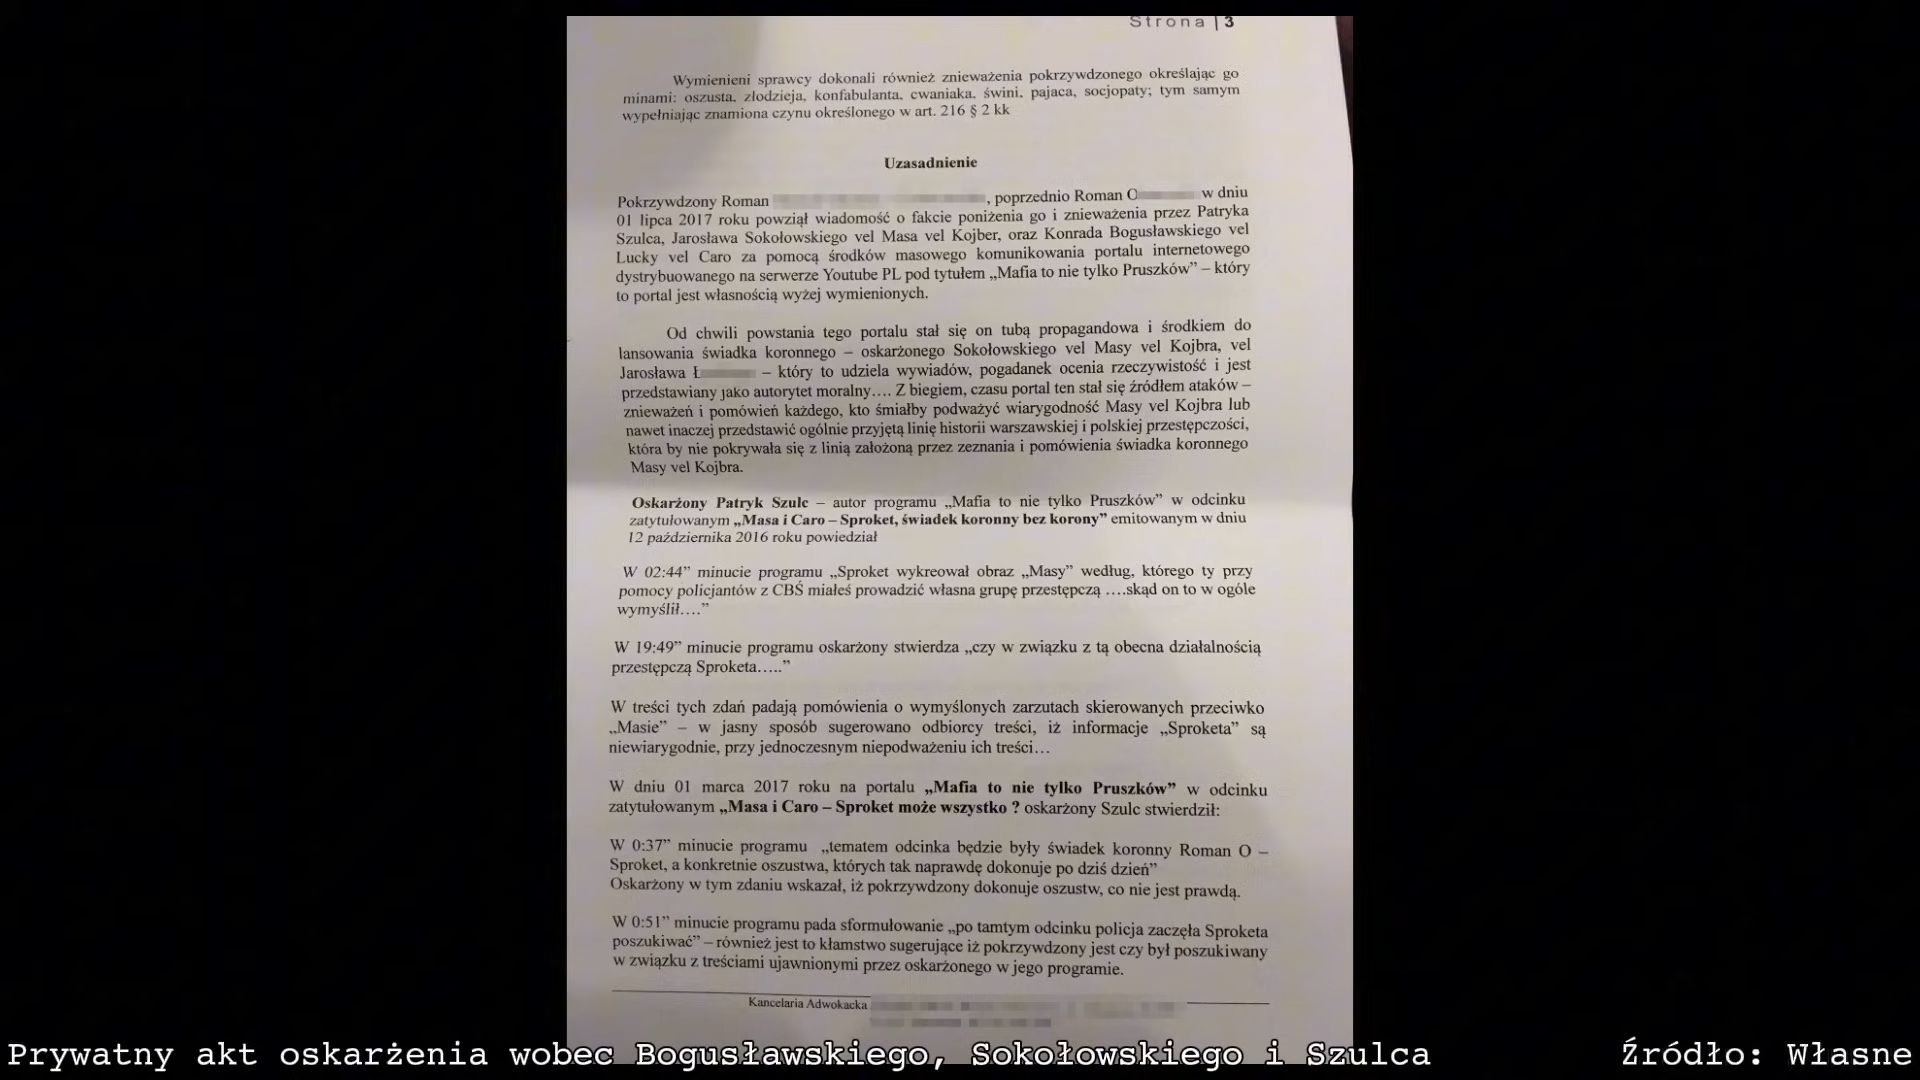 Strona | 3
Wymienieni sprawcy dokonali również znieważenia pokrzywdzonego określając go
minami: oszusta, złodzieja, konfabulanta, cwaniaka, świni, pajaca, socjopaty; tym samym
wypełniając znamiona czynu określonego w art. 216 § 2 kk
Uzasadnienie
Pokrzywdzony Roman , poprzednio Roman O w dniu
01 lipca 2017 roku powziął wiadomość o fakcie poniżenia go i znieważenia przez Patryka
Szulca, Jarosława Sokołowskiego vel Masa vel Kojber, oraz Konrada Bogusławskiego vel
Lucky vel Caro za pomocą środków masowego komunikowania portalu internetowego
dystrybuowanego na serwerze Youtube PL pod tytułem „Mafia to nie tylko Pruszków” – który
to portal jest własnością wyżej wymienionych.
Od chwili powstania tego portalu stał się on tubą propagandowa i środkiem do
lansowania świadka koronnego – oskarżonego Sokołowskiego vel Masy vel Kojbra, vel
Jarosława Ł – który to udziela wywiadów, pogadanek ocenia rzeczywistość i jest
przedstawiany jako autorytet moralny…. Z biegiem, czasu portal ten stał się źródłem ataków –
znieważeń i pomówień każdego, kto śmiałby podważyć wiarygodność Masy vel Kojbra lub
nawet inaczej przedstawić ogólnie przyjętą linię historii warszawskiej i polskiej przestępczości,
która by nie pokrywała się z linią założoną przez zeznania i pomówienia świadka koronnego
Masy vel Kojbra.
Oskarżony Patryk Szulc – autor programu „Mafia to nie tylko Pruszków” w odcinku
zatytułowanym „Masa i Caro – Sproket, świadek koronny bez korony” emitowanym w dniu
12 października 2016 roku powiedział
W 02:44” minucie programu „Sproket wykreował obraz „Masy” według, którego ty przy
pomocy policjantów z CBŚ miałeś prowadzić własna grupę przestępczą ….skąd on to w ogóle
wymyślił….”
W 19:49” minucie programu oskarżony stwierdza „czy w związku z tą obecna działalnością
przestępczą Sproketa…..”
W treści tych zdań padają pomówienia o wymyślonych zarzutach skierowanych przeciwko
„Masie” – w jasny sposób sugerowano odbiorcy treści, iż informacje „Sproketa” są
niewiarygodnie, przy jednoczesnym niepodważeniu ich treści…
W dniu 01 marca 2017 roku na portalu „Mafia to nie tylko Pruszków” w odcinku
zatytułowanym „Masa i Caro – Sproket może wszystko ? oskarżony Szulc stwierdził:
W 0:37” minucie programu „tematem odcinka będzie były świadek koronny Roman O –
Sproket, a konkretnie oszustwa, których tak naprawdę dokonuje po dziś dzień”
Oskarżony w tym zdaniu wskazał, iż pokrzywdzony dokonuje oszustw, co nie jest prawdą.
W 0:51” minucie programu pada sformułowanie „po tamtym odcinku policja zaczęła Sproketa
poszukiwać” – również jest to kłamstwo sugerujące iż pokrzywdzony jest czy był poszukiwany
w związku z treściami ujawnionymi przez oskarżonego w jego programie.
Kancelaria Adwokacka
Prywatny akt oskarżenia wobec Bogusławskiego, Sokołowskiego i Szulca
Źródło: Własne